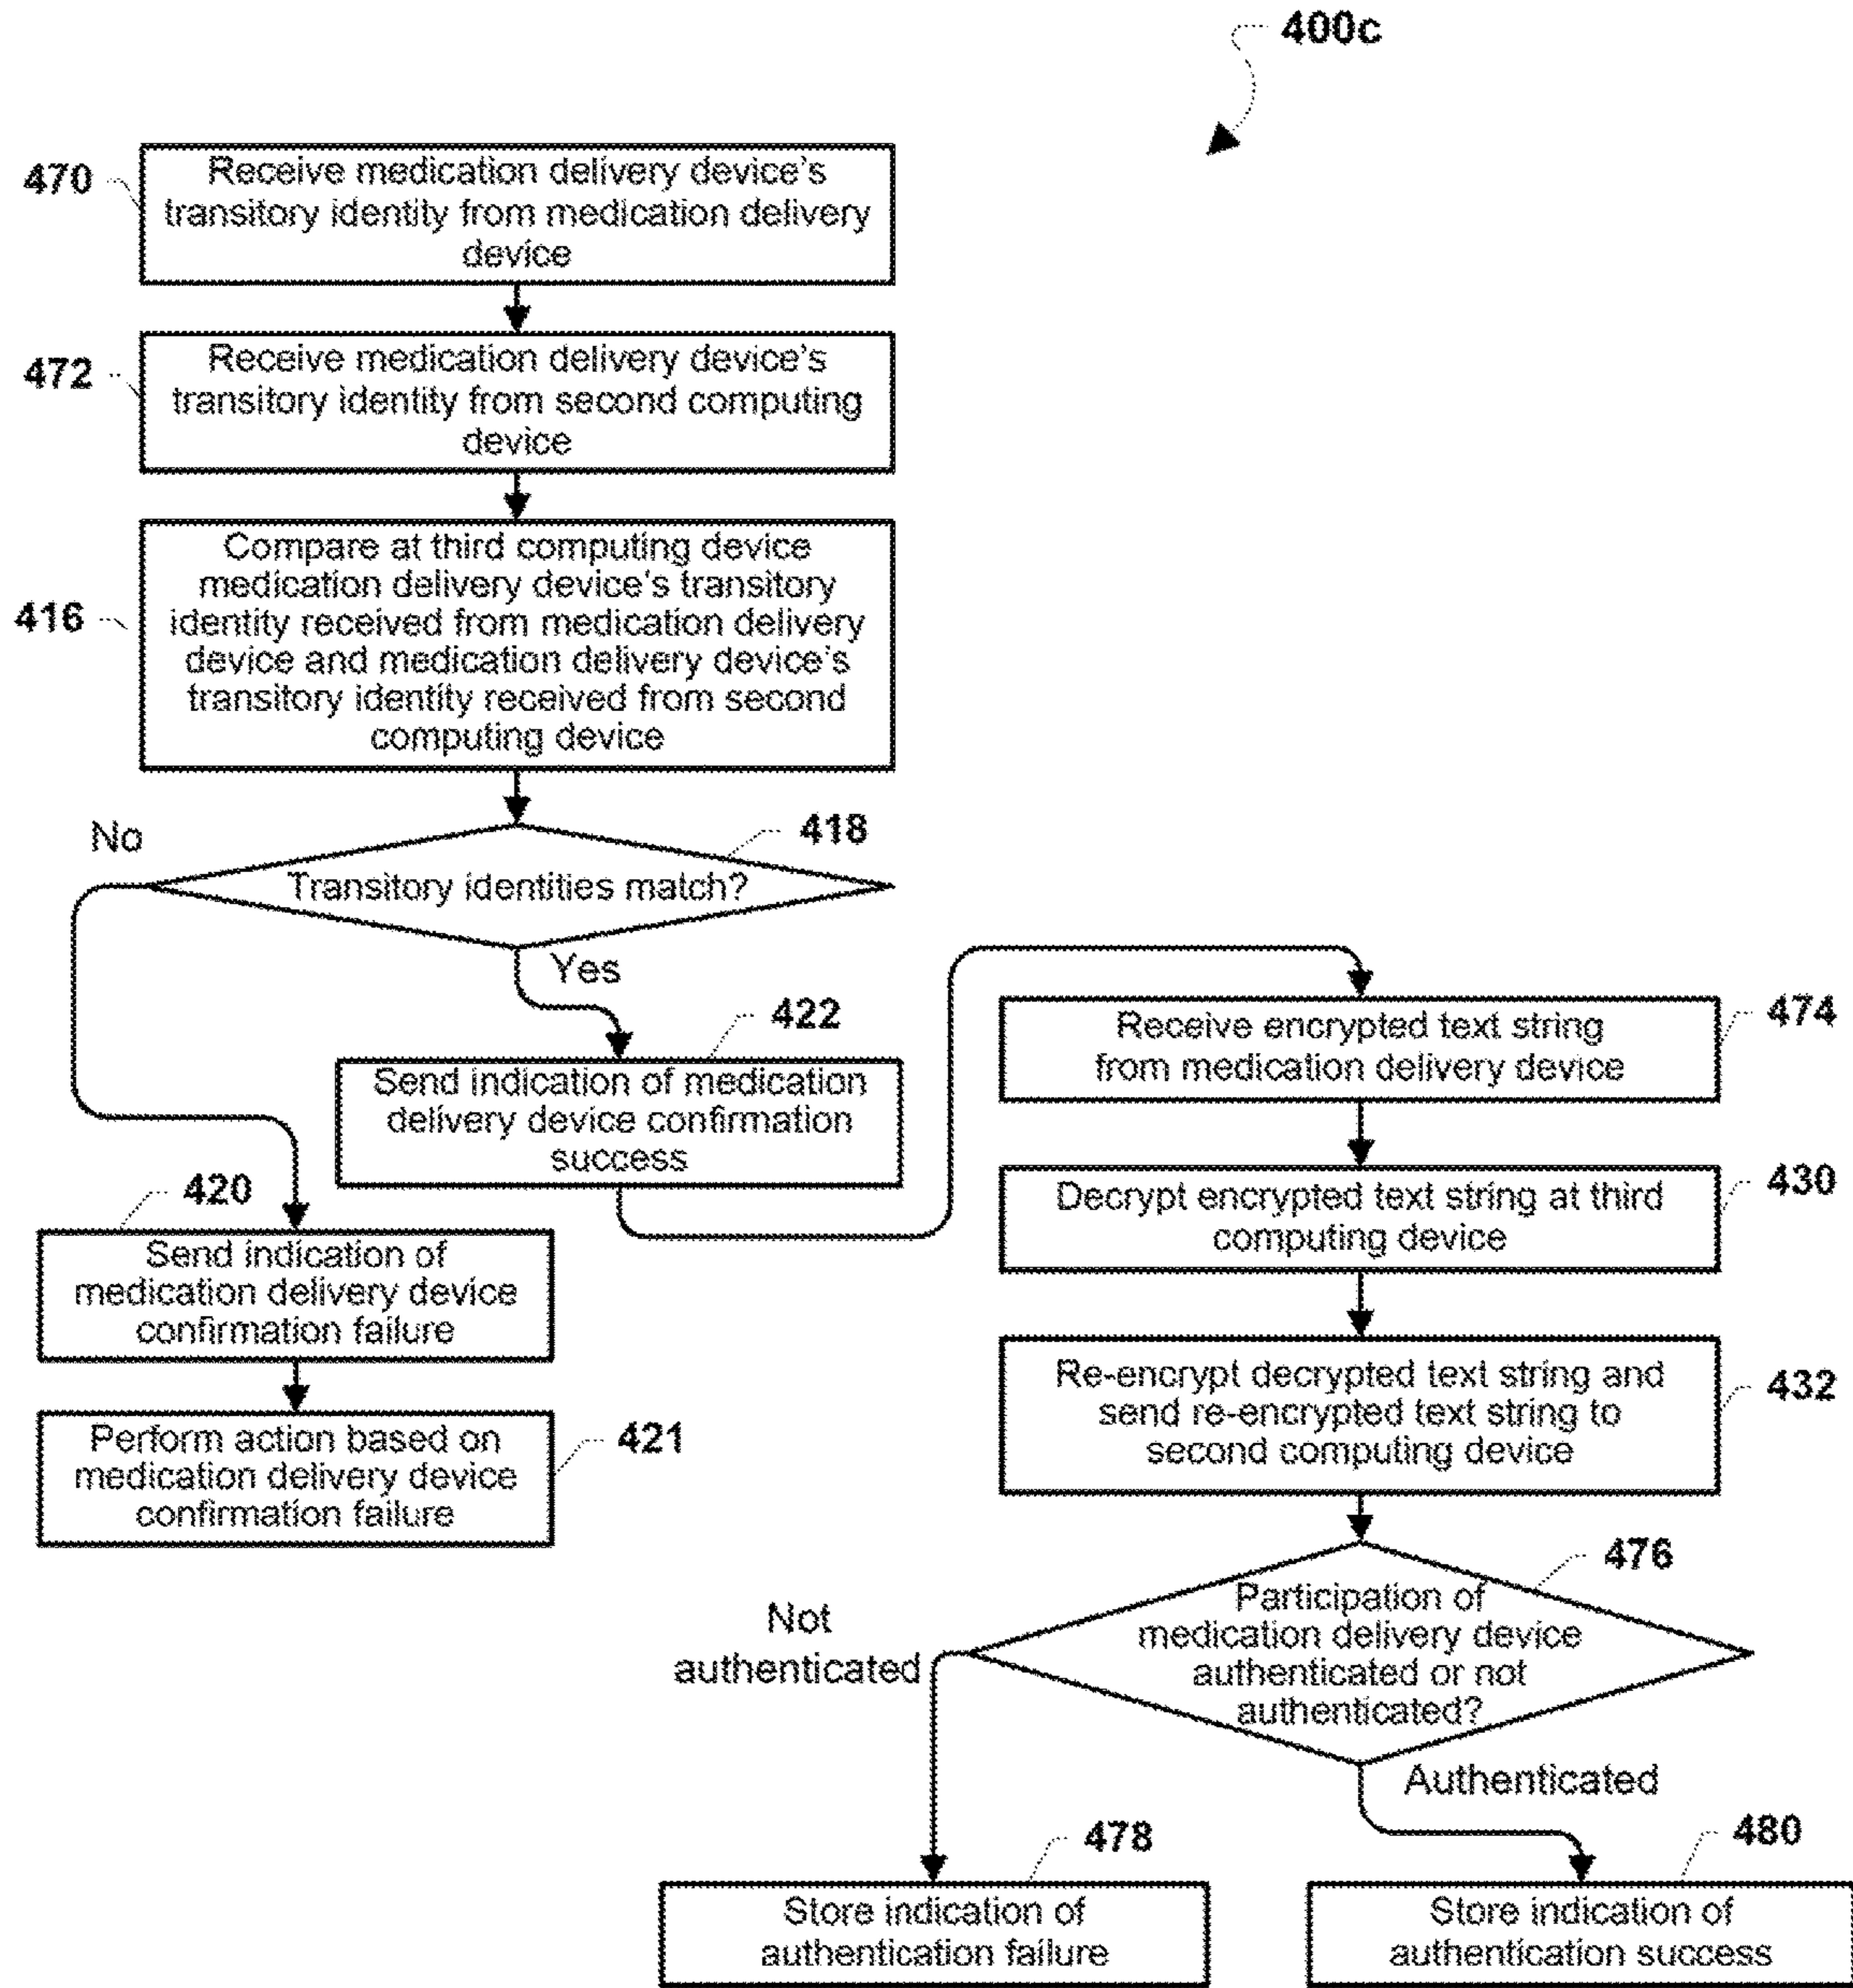 400c
470
Receive medication delivery device's
transitory identity from medication delivery
device
472
Receive medication delivery device's
transitory identity from second computing
device
416
Compare at third computing device
medication delivery device's transitory
identity received from medication delivery
device and medication delivery device's
transitory identity received from second
computing device
No
418
Transitory identities match?
Yes
422
Send indication of medication
delivery device confirmation
success
420
Send indication of
medication delivery device
confirmation failure
Perform action based on
medication delivery device
confirmation failure
421
Receive encrypted text string
from medication delivery device
474
Decrypt encrypted text string at third
computing device
430
Re-encrypt decrypted text string and
send re-encrypted text string to
second computing device
432
476
Participation of
medication delivery device
authenticated or not
authenticated?
Not
authenticated
Authenticated
478
Store indication of
authentication failure
480
Store indication of
authentication success